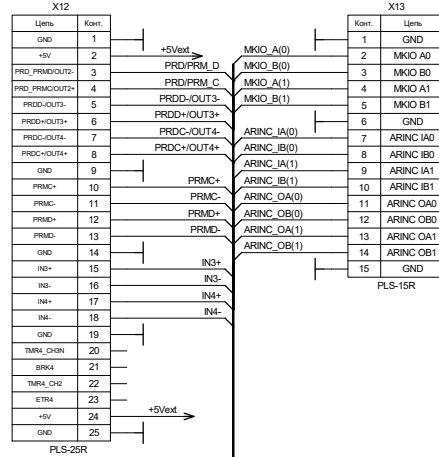 X12
Цепь Конт.
GND 1
+5V 2 +5Vext
PRD_PRMD/OUT2- 3 PRD/PRM_D
PRD_PRMC/OUT2+ 4 PRD/PRM_C
PRDD-/OUT3- 5 PRDD-/OUT3-
PRDD+/OUT3+ 6 PRDD+/OUT3+
PRDC-/OUT4- 7 PRDC-/OUT4-
PRDC+/OUT4+ 8 PRDC+/OUT4+
GND 9
PRMC+ 10 PRMC+
PRMC- 11 PRMC-
PRMD+ 12 PRMD+
PRMD- 13 PRMD-
GND 14
IN3+ 15 IN3+
IN3- 16 IN3-
IN4+ 17 IN4+
IN4- 18 IN4-
GND 19
TMR4_CH3N 20
BRK4 21
TMR4_CH2 22
ETR4 23
+5V 24 +5Vext
GND 25
PLS-25R
X13
Конт. Цепь
1 GND
MKIO_A(0) 2 MKIO A0
MKIO_B(0) 3 MKIO B0
MKIO_A(1) 4 MKIO A1
MKIO_B(1) 5 MKIO B1
6 GND
ARINC_IA(0) 7 ARINC IA0
ARINC_IB(0) 8 ARINC IB0
ARINC_IA(1) 9 ARINC IA1
ARINC_IB(1) 10 ARINC IB1
ARINC_OA(0) 11 ARINC OA0
ARINC_OB(0) 12 ARINC OB0
ARINC_OA(1) 13 ARINC OA1
ARINC_OB(1) 14 ARINC OB1
15 GND
PLS-15R